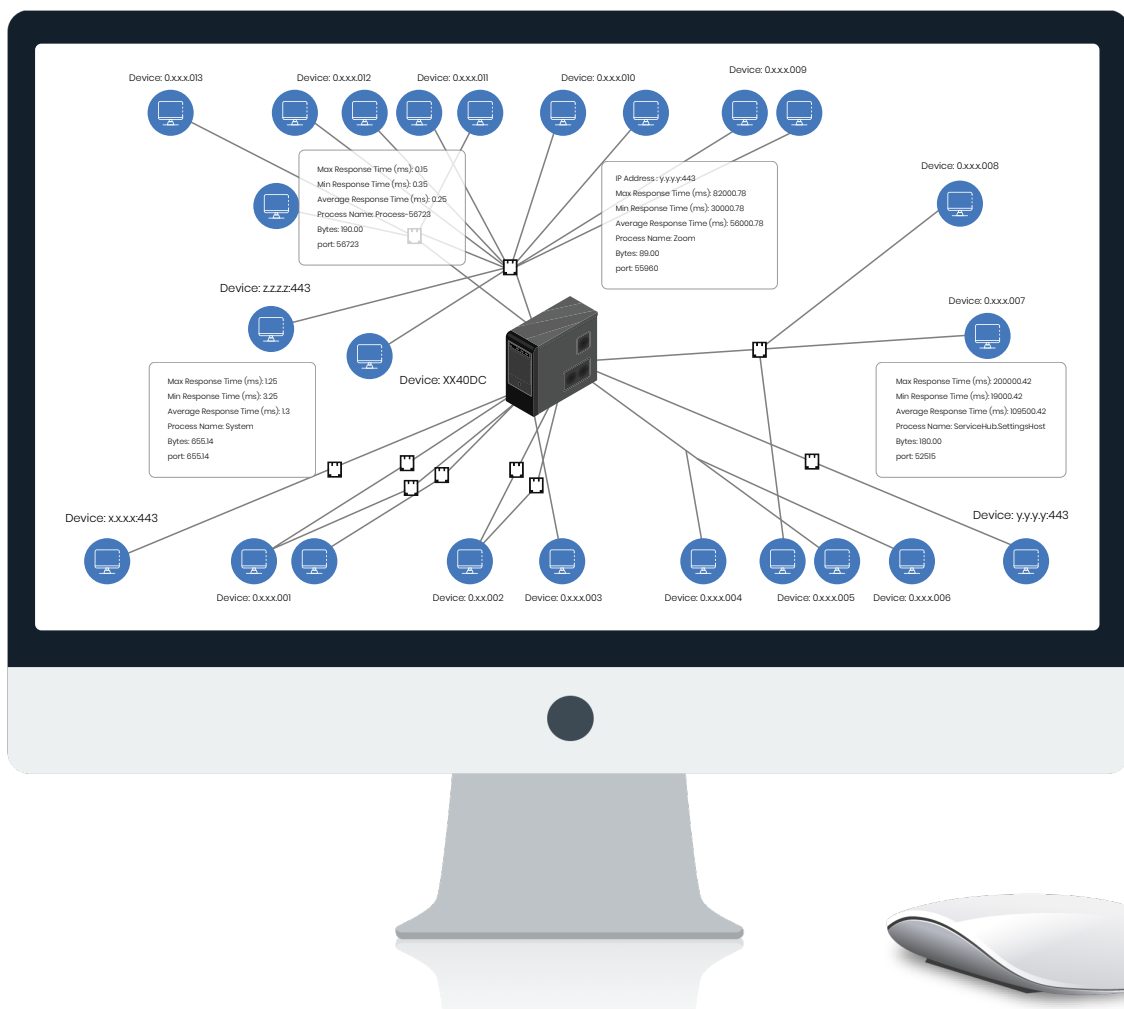 Device: 0.x.x.x.013
Device: 0.x.x.x.012
Device: 0.x.x.x.011
Device: 0.x.x.x.010
Device: 0.x.x.x.009
Max Response Time (ms): 0.15
Min Response Time (ms): 0.35
Average Response Time (ms): 0.25
Process Name: Process-56723
Bytes: 190.00
port: 56723
IP Address : y.y.y.y:443
Max Response Time (ms): 82000.78
Min Response Time (ms): 30000.78
Average Response Time (ms): 56000.78
Process Name: Zoom
Bytes: 89.00
port: 55960
Device: 0.x.x.x.008
Device: z.z.z.z:443
Device: 0.x.x.x.007
Device: XX40DC
Max Response Time (ms): 1.25
Min Response Time (ms): 3.25
Average Response Time (ms): 1.3
Process Name: System
Bytes: 655.14
port: 655.14
Max Response Time (ms): 200000.42
Min Response Time (ms): 19000.42
Average Response Time (ms): 109500.42
Process Name: ServiceHub.SettingsHost
Bytes: 180.00
port: 52515
Device: x.x.x.x:443
Device: y.y.y.y:443
Device: 0.x.x.x.001
Device: 0.x.x.002
Device: 0.x.x.x.003
Device: 0.x.x.x.004
Device: 0.x.x.x.005
Device: 0.x.x.x.006